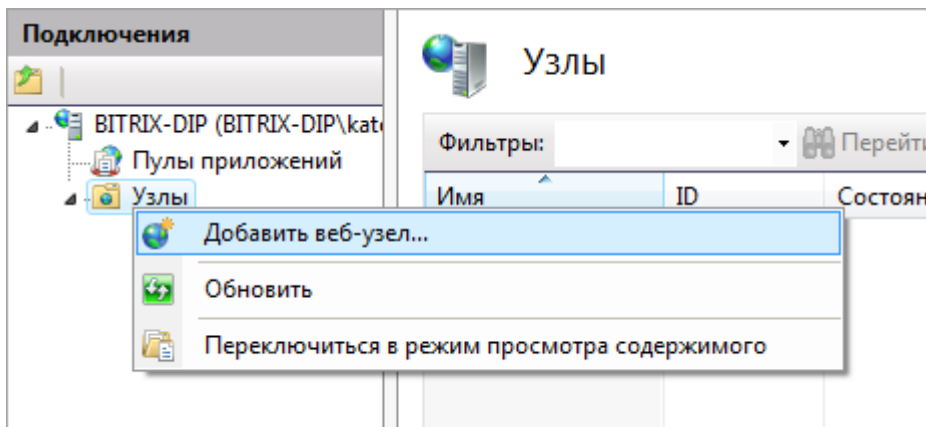 Подключения
Узлы
BITRIX-DIP (BITRIX-DIP\kat
Фильтры:
Перейти
Пулы приложений
Узлы
Имя
ID
Состоян
Добавить веб-узел...
Обновить
Переключиться в режим просмотра содержимого